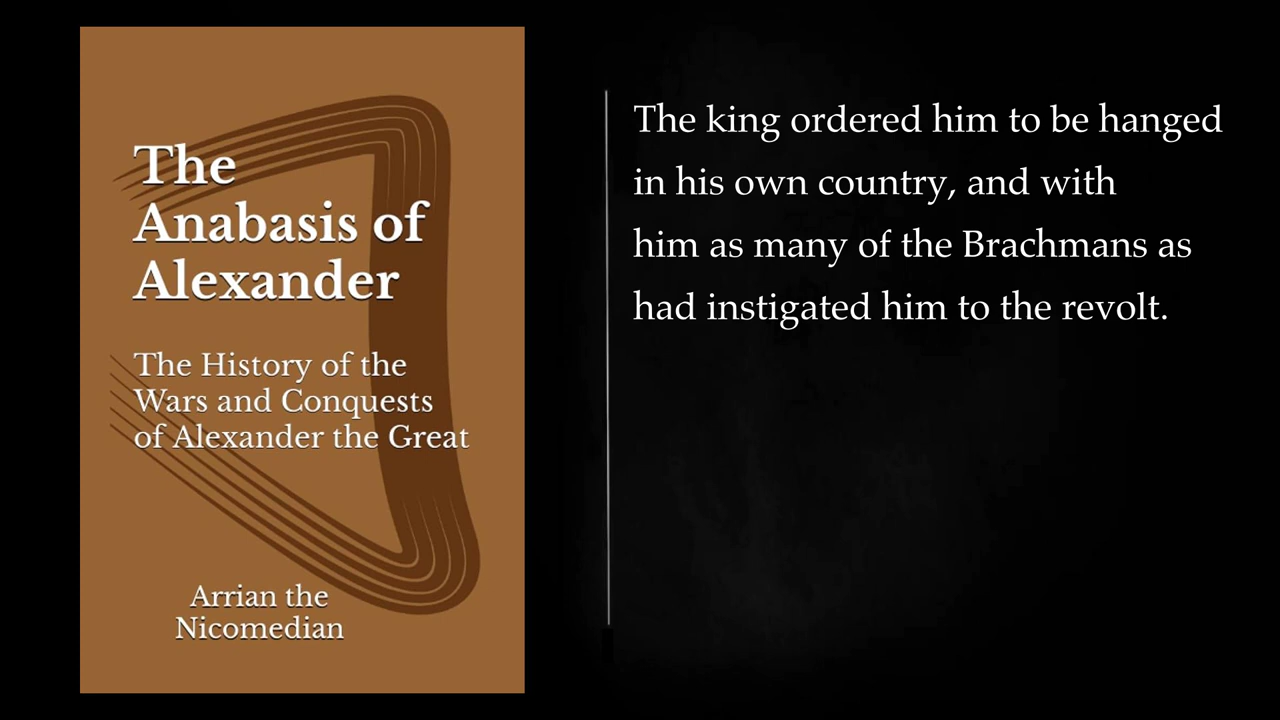 The
Anabasis of
Alexander
The History of the
Wars and Conquests
of Alexander the Great
Arrian the
Nicomedian
The king ordered him to be hanged
in his own country, and with
him as many of the Brachmans as
had instigated him to the revolt.